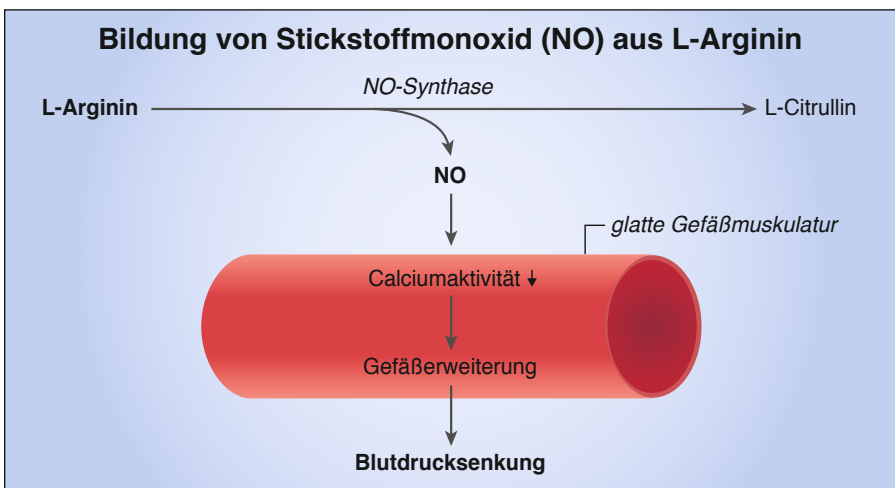 Bildung von Stickstoffmonoxid (NO) aus L-Arginin
NO-Synthase
L-Arginin
L-Citrullin
NO
glatte Gefäßmuskulatur
Calciumaktivität ↓
Gefäßerweiterung
Blutdrucksenkung